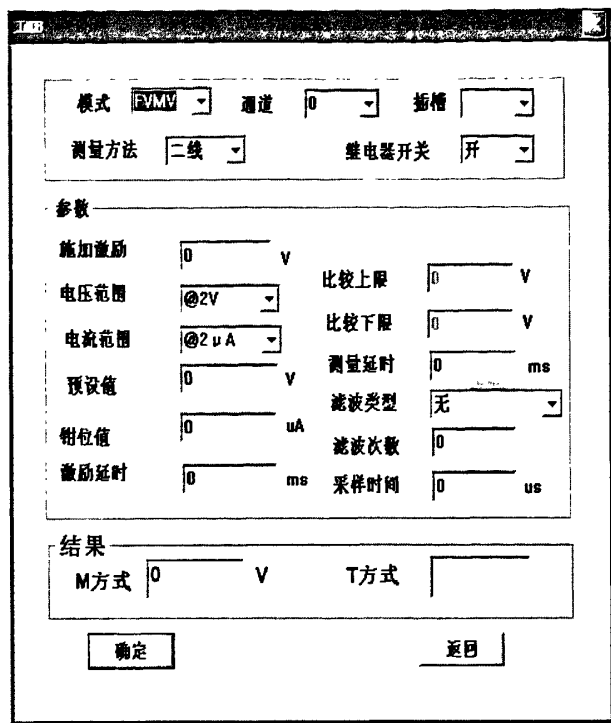 模式 FVMV 通道 0 插槽
测量方法 二线 继电器开关 开
参数
施加激励 0 V
比较上限 0 V
电压范围 @2V
比较下限 0 V
电流范围 @2μA
测量延时 0 ms
预设值 0 V
滤波类型 无
钳位值 0 uA
滤波次数 0
激励延时 0 ms
采样时间 0 us
结果
M方式 0 V T方式
确定 返回